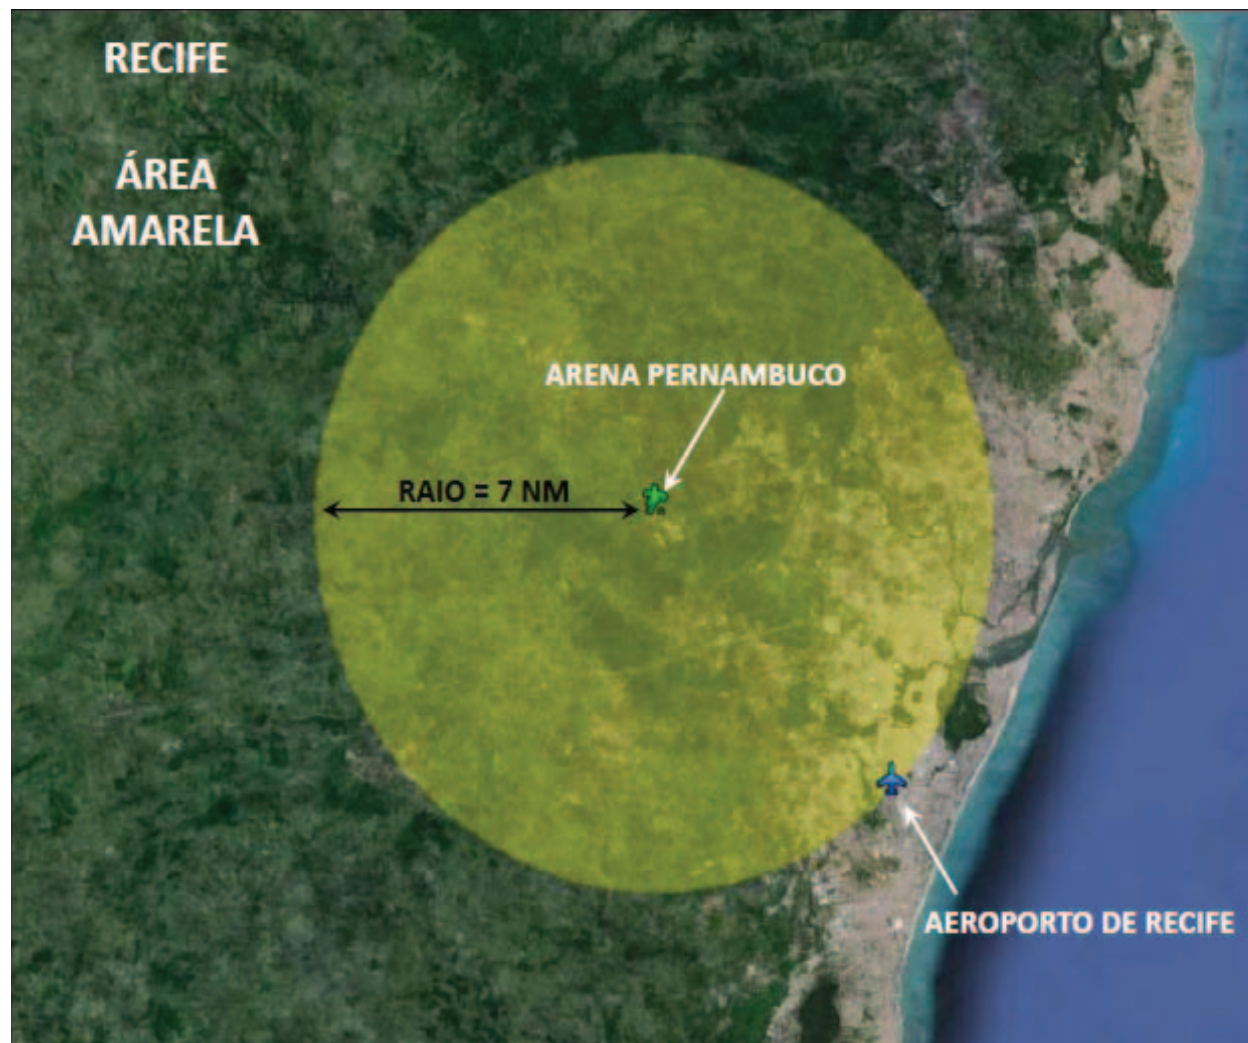 RECIFE
ÁREA
AMARELA
ARENA PERNAMBUCO
RAIO = 7 NM
AEROPORTO DE RECIFE